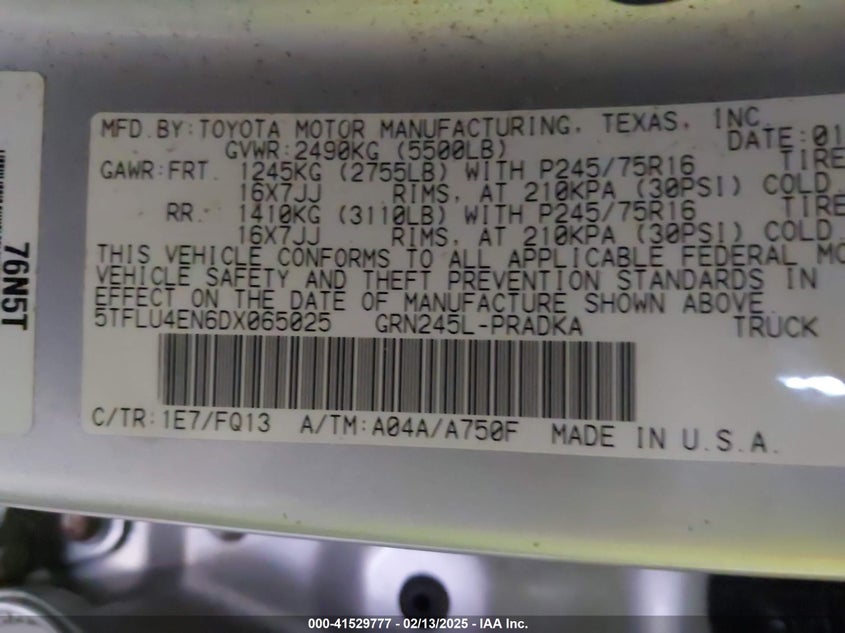 MFD.BY:TOYOTA MOTOR MANUFACTURING, TEXAS, INC.
GVWR:2490KG (5500LB) DATE:01
GAWR:FRT. 1245KG (2755LB) WITH P245/75R16 TIRE
16X7JJ RIMS, AT 210KPA (30PSI) COLD
RR. 1410KG (3110LB) WITH P245/75R16 TIRE
16X7JJ RIMS, AT 210KPA (30PSI) COLD
THIS VEHICLE CONFORMS TO ALL APPLICABLE FEDERAL MO
VEHICLE SAFETY AND THEFT PREVENTION STANDARDS IN
EFFECT ON THE DATE OF MANUFACTURE SHOWN ABOVE.
5TFLU4EN6DX065025 GRN245L-PRADKA TRUCK
C/TR:1E7/FQ13 A/TM:A04A/A750F MADE IN U.S.A.
76N5T
000-41529777 - 02/13/2025 - IAA Inc.